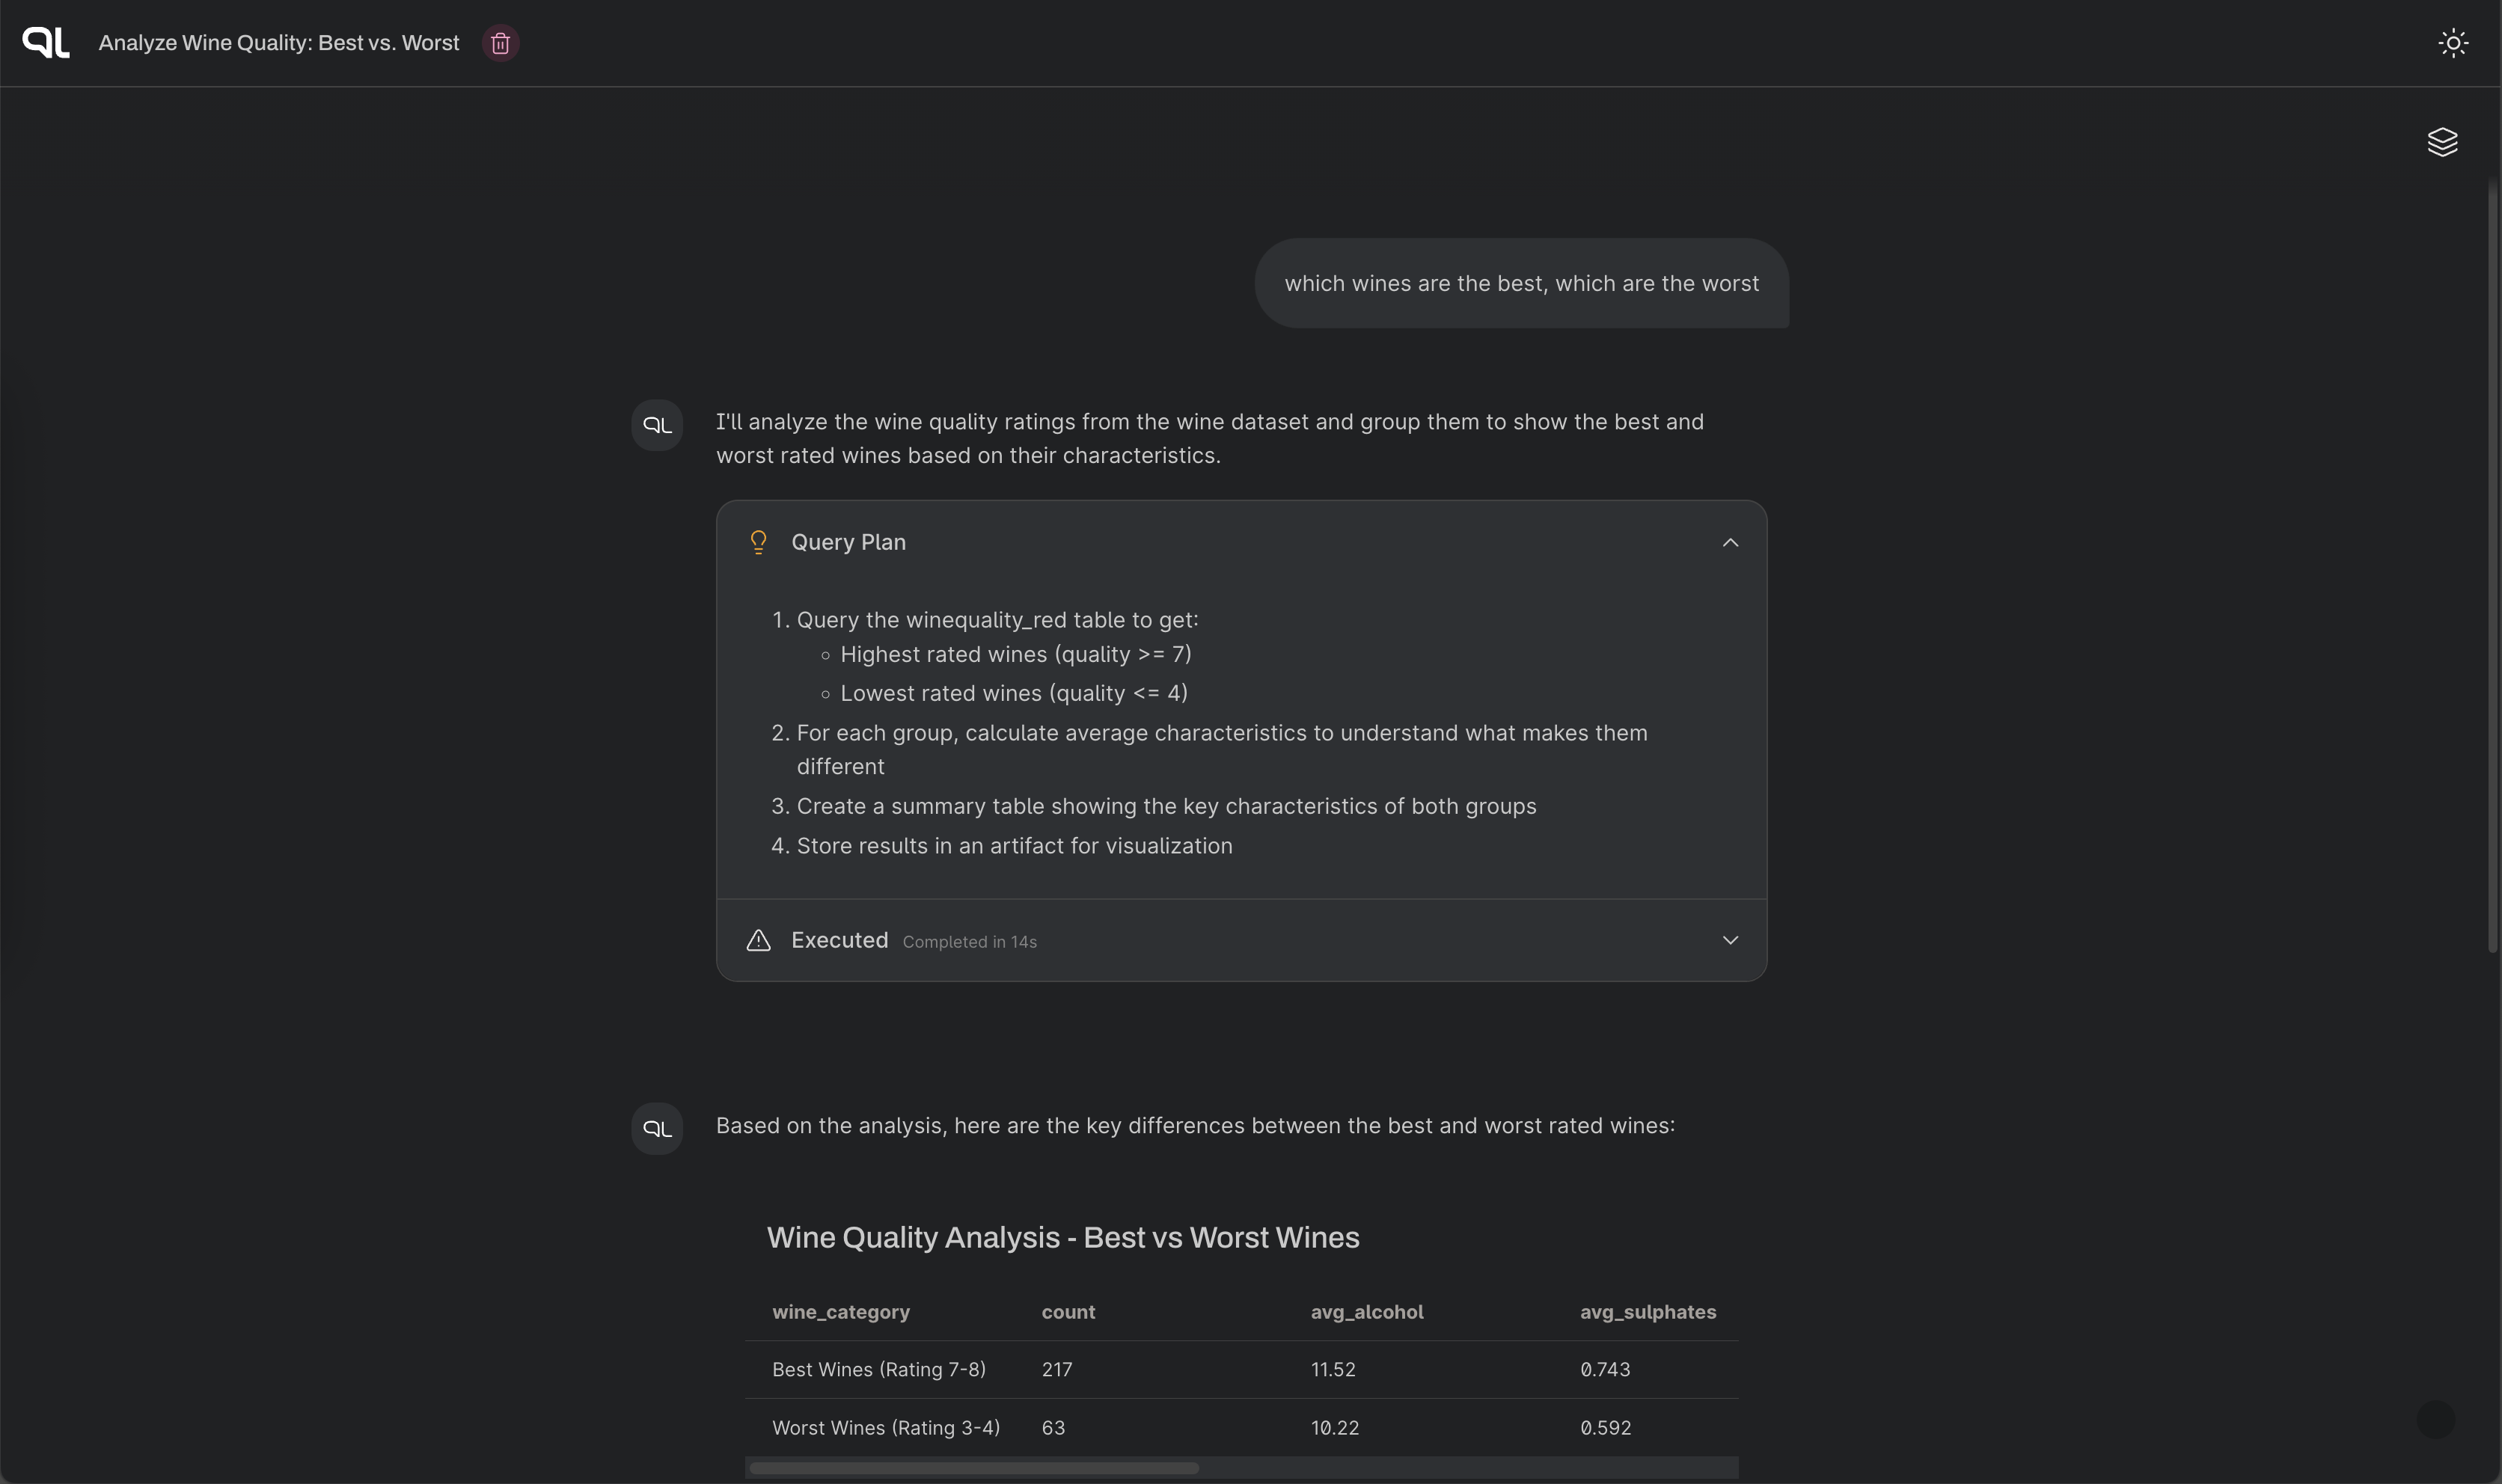 QL
Analyze Wine Quality: Best vs. Worst
which wines are the best, which are the worst
QL
I'll analyze the wine quality ratings from the wine dataset and group them to show the best and
worst rated wines based on their characteristics.
Query Plan
1. Query the winequality_red table to get:
Highest rated wines (quality >= 7)
Lowest rated wines (quality <= 4)
2. For each group, calculate average characteristics to understand what makes them
different
3. Create a summary table showing the key characteristics of both groups
4. Store results in an artifact for visualization
Executed Completed in 14s
QL
Based on the analysis, here are the key differences between the best and worst rated wines:
Wine Quality Analysis - Best vs Worst Wines
wine_category count avg_alcohol avg_sulphates
Best Wines (Rating 7-8) 217 11.52 0.743
Worst Wines (Rating 3-4) 63 10.22 0.592